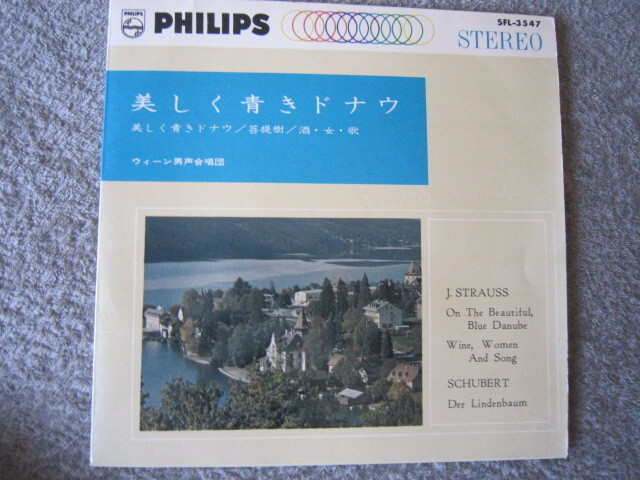 PHILIPS
PHILIPS
SFL-3547
STEREO
美しく青きドナウ
美しく青きドナウ／菩提樹／酒・女・歌
ウィーン男声合唱団
J. STRAUSS
On The Beautiful,
Blue Danube
Wine, Women
And Song
SCHUBERT
Der Lindenbaum